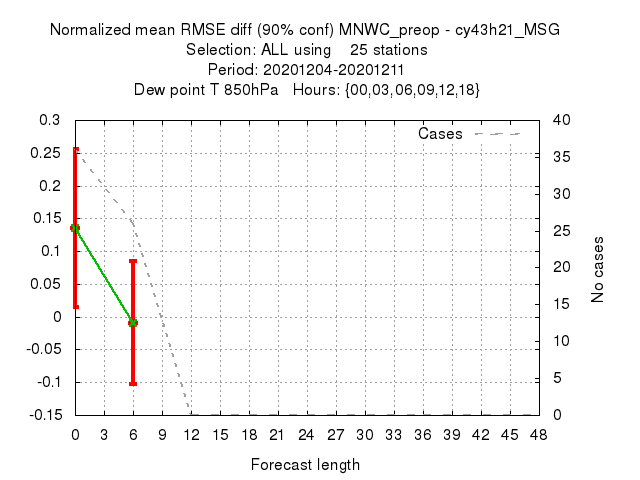 Normalized mean RMSE diff (90% conf) MNWC_preop - cy43h21_MSG
Selection: ALL using    25 stations
Period: 20201204-20201211
Dew point T 850hPa   Hours: {00,03,06,09,12,18}
Cases
0.3
0.25
0.2
0.15
0.1
0.05
0
-0.05
-0.1
-0.15
40
35
30
25
20
15
10
5
0
No cases
0 3 6 9 12 15 18 21 24 27 30 33 36 39 42 45 48
Forecast length